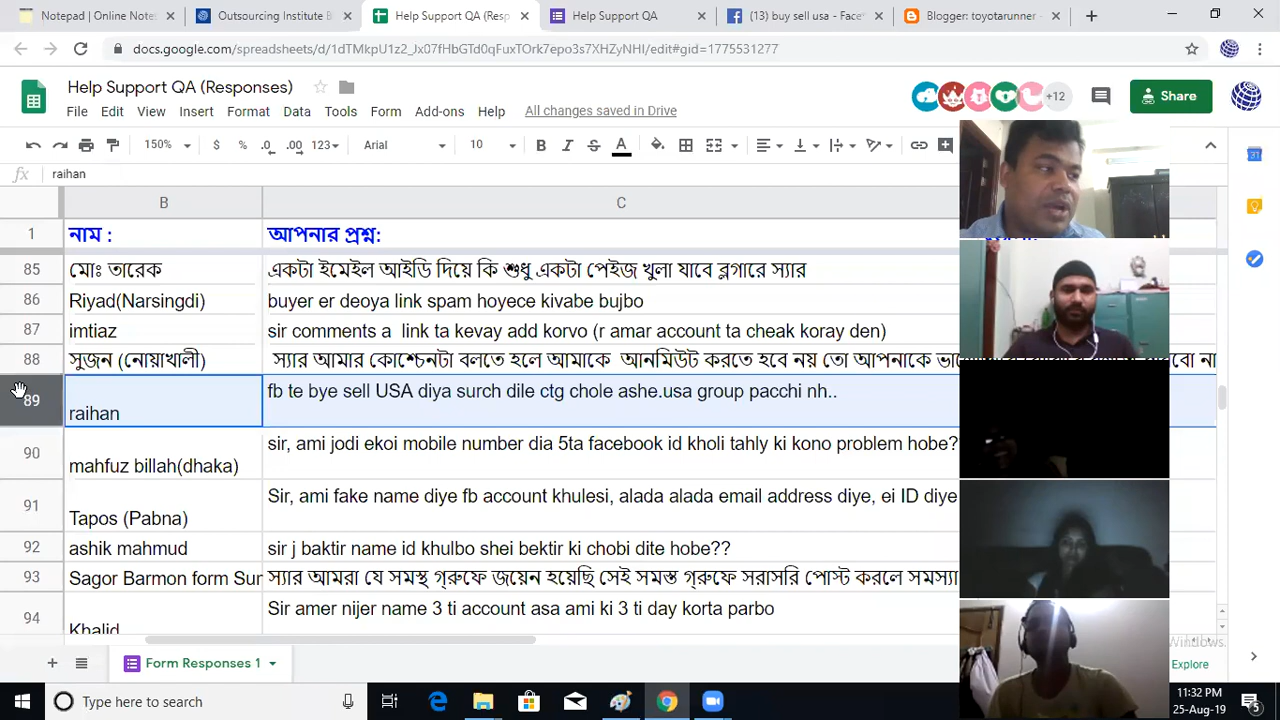 Outsourcing Institute B
Help Support QA (Respons
Help Support QA
(13) buy sell usa - Face
Blogger: toyotarunner
docs.google.com/spreadsheets/d/1dTMkpU1z2_Jx07fHbGTd0qFuxTOrk7epo3s7XHZyNHI/edit#gid=1775531277
Help Support QA (Responses)
+12
Share
File Edit View Insert Format Data Tools Form Add-ons Help All changes saved in Drive
150% $ % .0 .00 123 Arial 10 B I S A
fx raihan
B C
1 নাম : আপনার প্রশ্ন:
85 মোঃ তারেক একটা ইমেইল আইডি দিয়ে কি শুধু একটা পেইজ খুলা যাবে ব্লগারে স্যার
86 Riyad(Narsingdi) buyer er deoya link spam hoyece kivabe bujbo
87 imtiaz sir comments a link ta kevay add korvo (r amar account ta cheak koray den)
88 সুজন (নোয়াখালী) স্যার আমার কোশ্চেনটা বলতে হলে আমাকে আনমিউট করতে হবে নয় তো আপনাকে
89 raihan fb te bye sell USA diya surch dile ctg chole ashe.usa group pacchi nh..
90 mahfuz billah(dhaka) sir, ami jodi ekoi mobile number dia 5ta facebook id kholi tahly ki kono problem hobe?
91 Tapos (Pabna) Sir, ami fake name diye fb account khulesi, alada alada email address diye, ei ID diye
92 ashik mahmud sir j baktir name id khulbo shei bektir ki chobi dite hobe??
93 Sagor Barmon form Sun স্যার আমরা যে সমস্থ গ্রুফে জয়েন হয়েছি সেই সমস্ত গ্রুফে সরাসরি পোস্ট করলে সমস্যা
94 Khalid Sir amer nijer name 3 ti account asa ami ki 3 ti day korta parbo
Form Responses 1
Windows.
Explore
Type here to search
11:32 PM
25-Aug-19
5